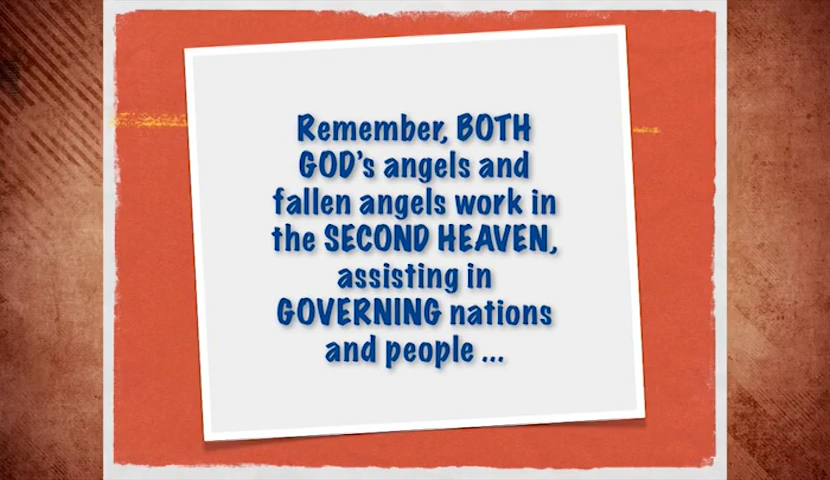 Remember, BOTH
GOD's angels and
fallen angels work in
the SECOND HEAVEN,
assisting in
GOVERNING nations
and people ...